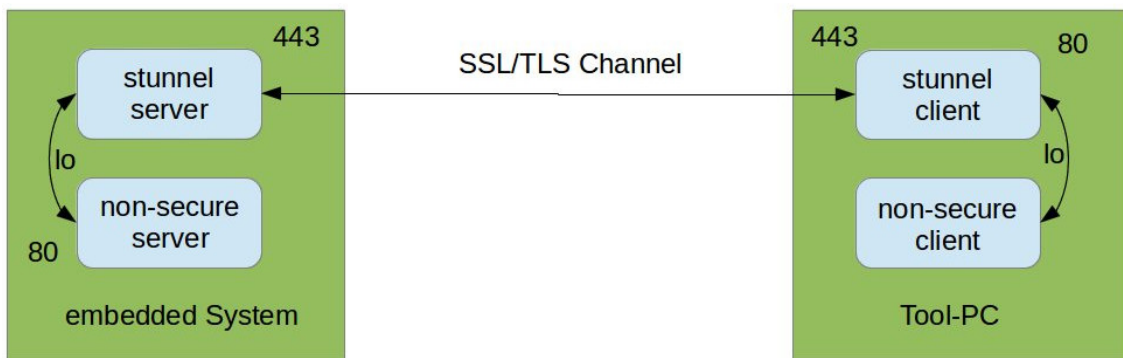 443
stunnel
server
lo
non-secure
server
80
embedded System
SSL/TLS Channel
443
80
stunnel
client
lo
non-secure
client
Tool-PC